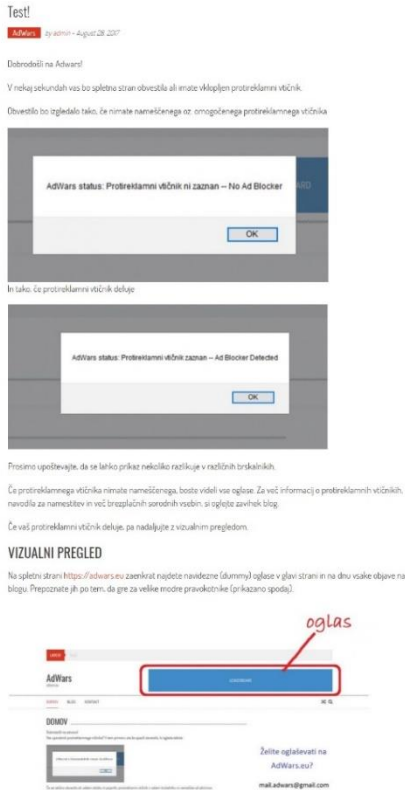 Test!
AdWars by admin - August 28, 2017
Dobrodošli na Adwars!
V nekaj sekundah vas bo spletna stran obvestila ali imate vklopljen protireklamni vtičnik.
Obvestilo bo izgledalo tako, če nimate nameščenega oz. omogočenega protireklamnega vtičnika
AdWars status: Protireklamni vtičnik ni zaznan -- No Ad Blocker
OK
In tako, če protireklamni vtičnik deluje
AdWars status: Protireklamni vtičnik zaznan -- Ad Blocker Detected
OK
Prosimo upoštevajte, da se lahko prikaz nekoliko razlikuje v različnih brskalnikih.
Če protireklamnega vtičnika nimate nameščenega, boste videli vse oglase. Za več informacij o protireklamnih vtičnikih,
navodila za namestitev in več brezplačnih sorodnih vsebin, si oglejte zavihek blog.
Če vaš protireklamni vtičnik deluje, pa nadaljujte z vizualnim pregledom.
VIZUALNI PREGLED
Na spletni strani https://adwars.eu zaenkrat najdete navidezne (dummy) oglase v glavi strani in na dnu vsake objave na
blogu. Prepoznate jih po tem, da gre za velike modre pravokotnike (prikazano spodaj).
oglas
AdWars
BLOG
DOMOV
Želite oglaševati na
AdWars.eu?
mail.adwars@gmail.com